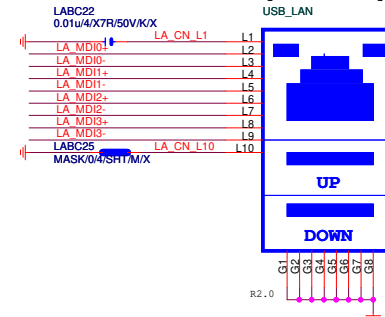 LABC22
USB_LAN
0.01u/4/X7R/50V/K/X
LA_CN_L1
L1
LA_MDI0+
L2
LA_MDI0-
L3
LA_MDI1+
L4
LA_MDI1-
L5
LA_MDI2+
L6
LA_MDI2-
L7
LA_MDI3+
L8
LA_MDI3-
L9
LABC25
LA_CN_L10
L10
MASK/0/4/SHT/M/X
UP
DOWN
G1
G2
G3
G4
G5
G6
G7
G8
R2.0